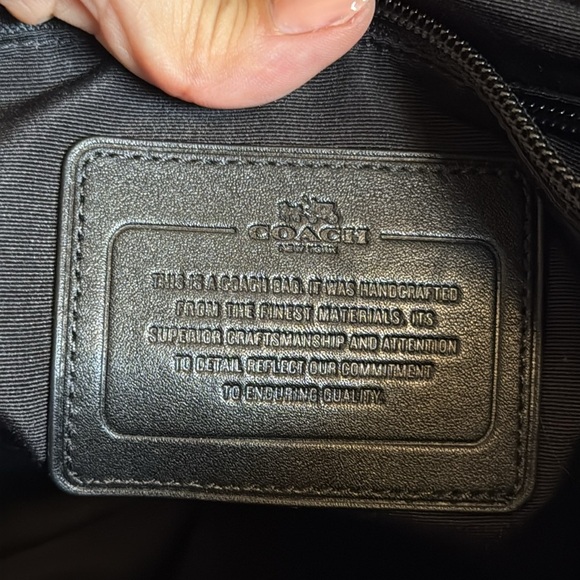 COACH
NEW YORK
THIS IS A COACH BAG. IT WAS HANDCRAFTED
FROM THE FINEST MATERIALS. ITS
SUPERIOR CRAFTSMANSHIP AND ATTENTION
TO DETAIL REFLECT OUR COMMITMENT
TO ENDURING QUALITY.